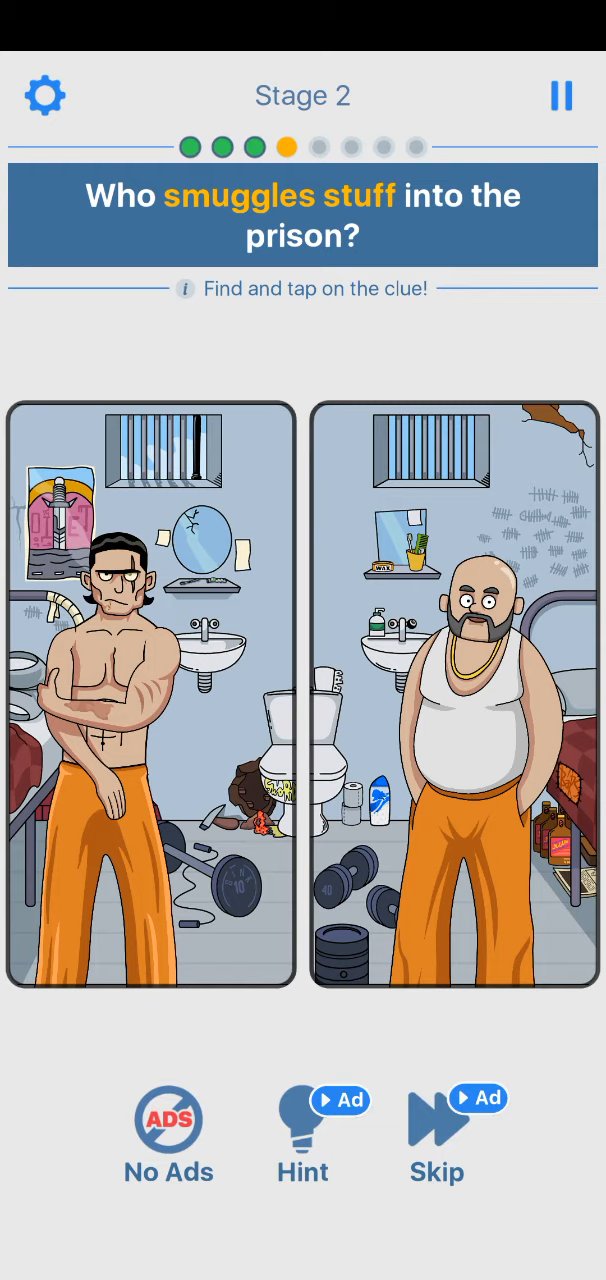 Stage 2
Who smuggles stuff into the
prison?
i Find and tap on the clue!
WAX
10
40
Ad
Ad
ADS
No Ads
Hint
Skip